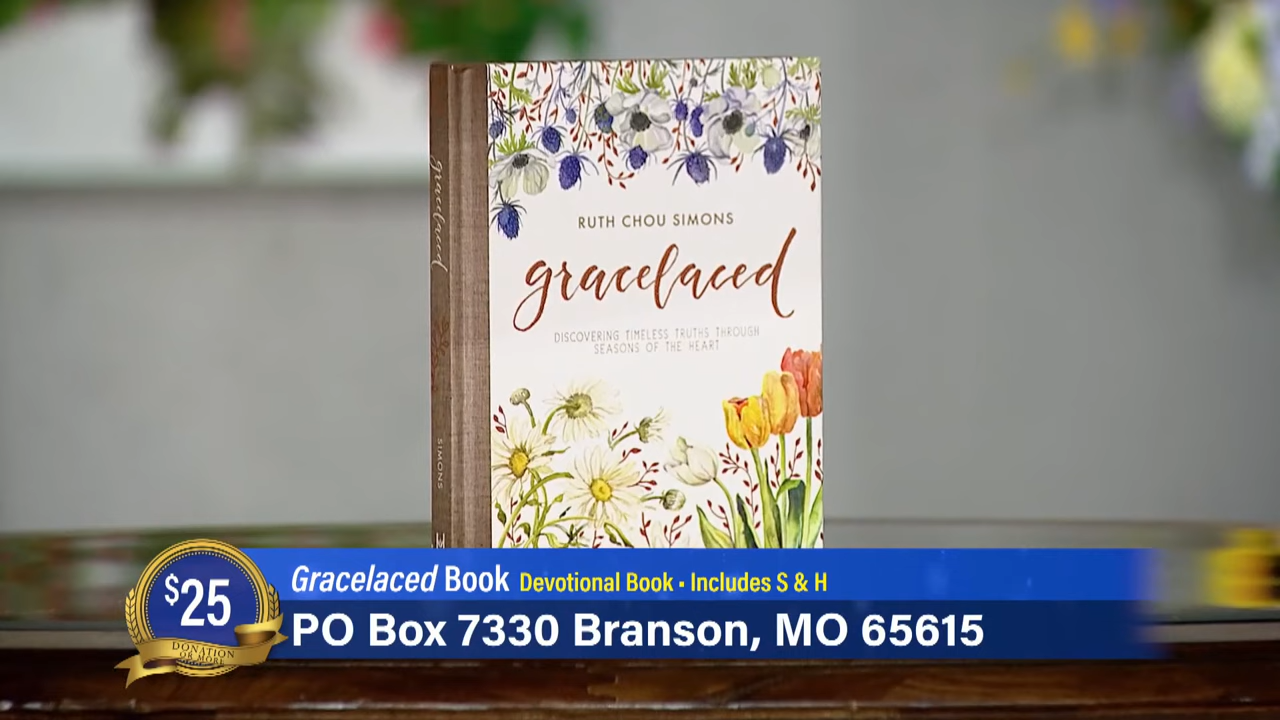 gracelaced
SIMONS
RUTH CHOU SIMONS
gracelaced
DISCOVERING TIMELESS TRUTHS THROUGH
SEASONS OF THE HEART
$25
DONATION
OR MORE
Gracelaced Book Devotional Book • Includes S & H
PO Box 7330 Branson, MO 65615